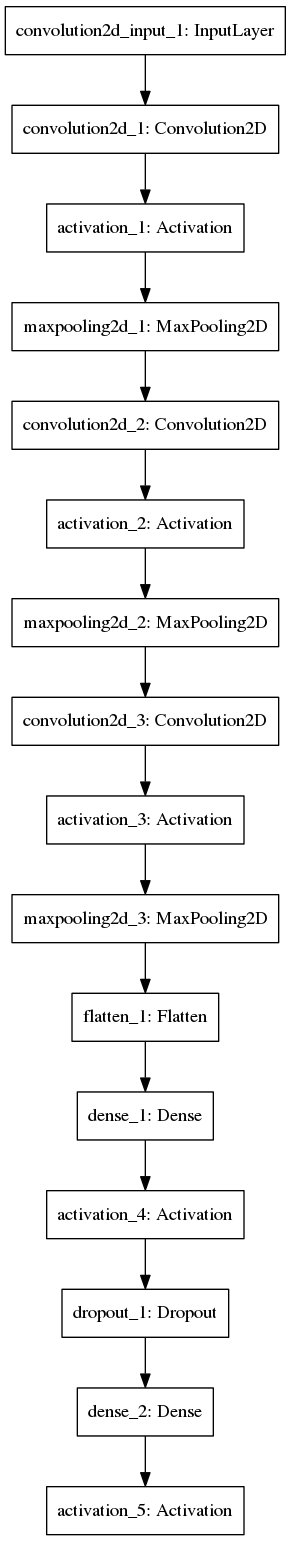 convolution2d_input_1: InputLayer
convolution2d_1: Convolution2D
activation_1: Activation
maxpooling2d_1: MaxPooling2D
convolution2d_2: Convolution2D
activation_2: Activation
maxpooling2d_2: MaxPooling2D
convolution2d_3: Convolution2D
activation_3: Activation
maxpooling2d_3: MaxPooling2D
flatten_1: Flatten
dense_1: Dense
activation_4: Activation
dropout_1: Dropout
dense_2: Dense
activation_5: Activation